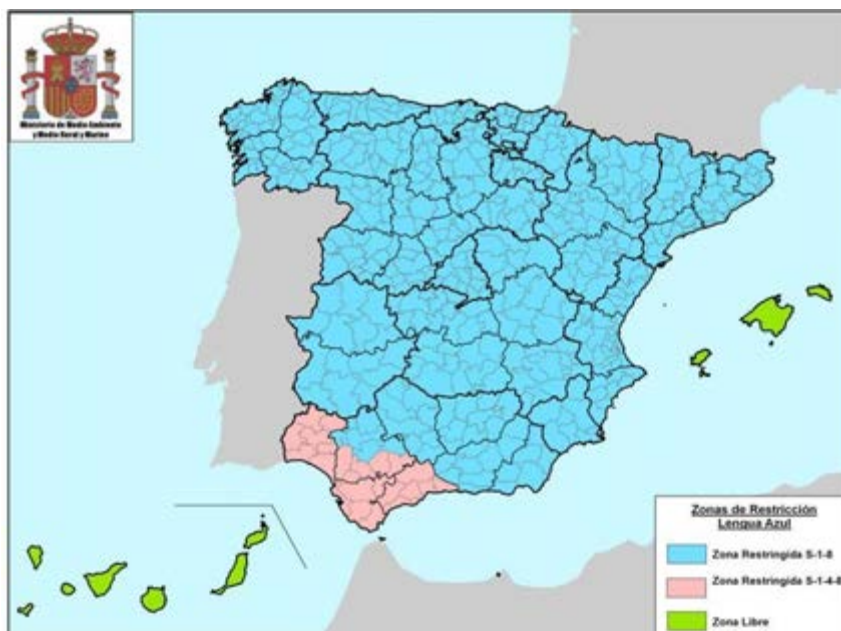 Ministerio de Medio Ambiente
y Medio Rural y Marino
Zonas de Restricción
Lengua Azul
Zona Restringida S-1-8
Zona Restringida S-1-4-8
Zona Libre